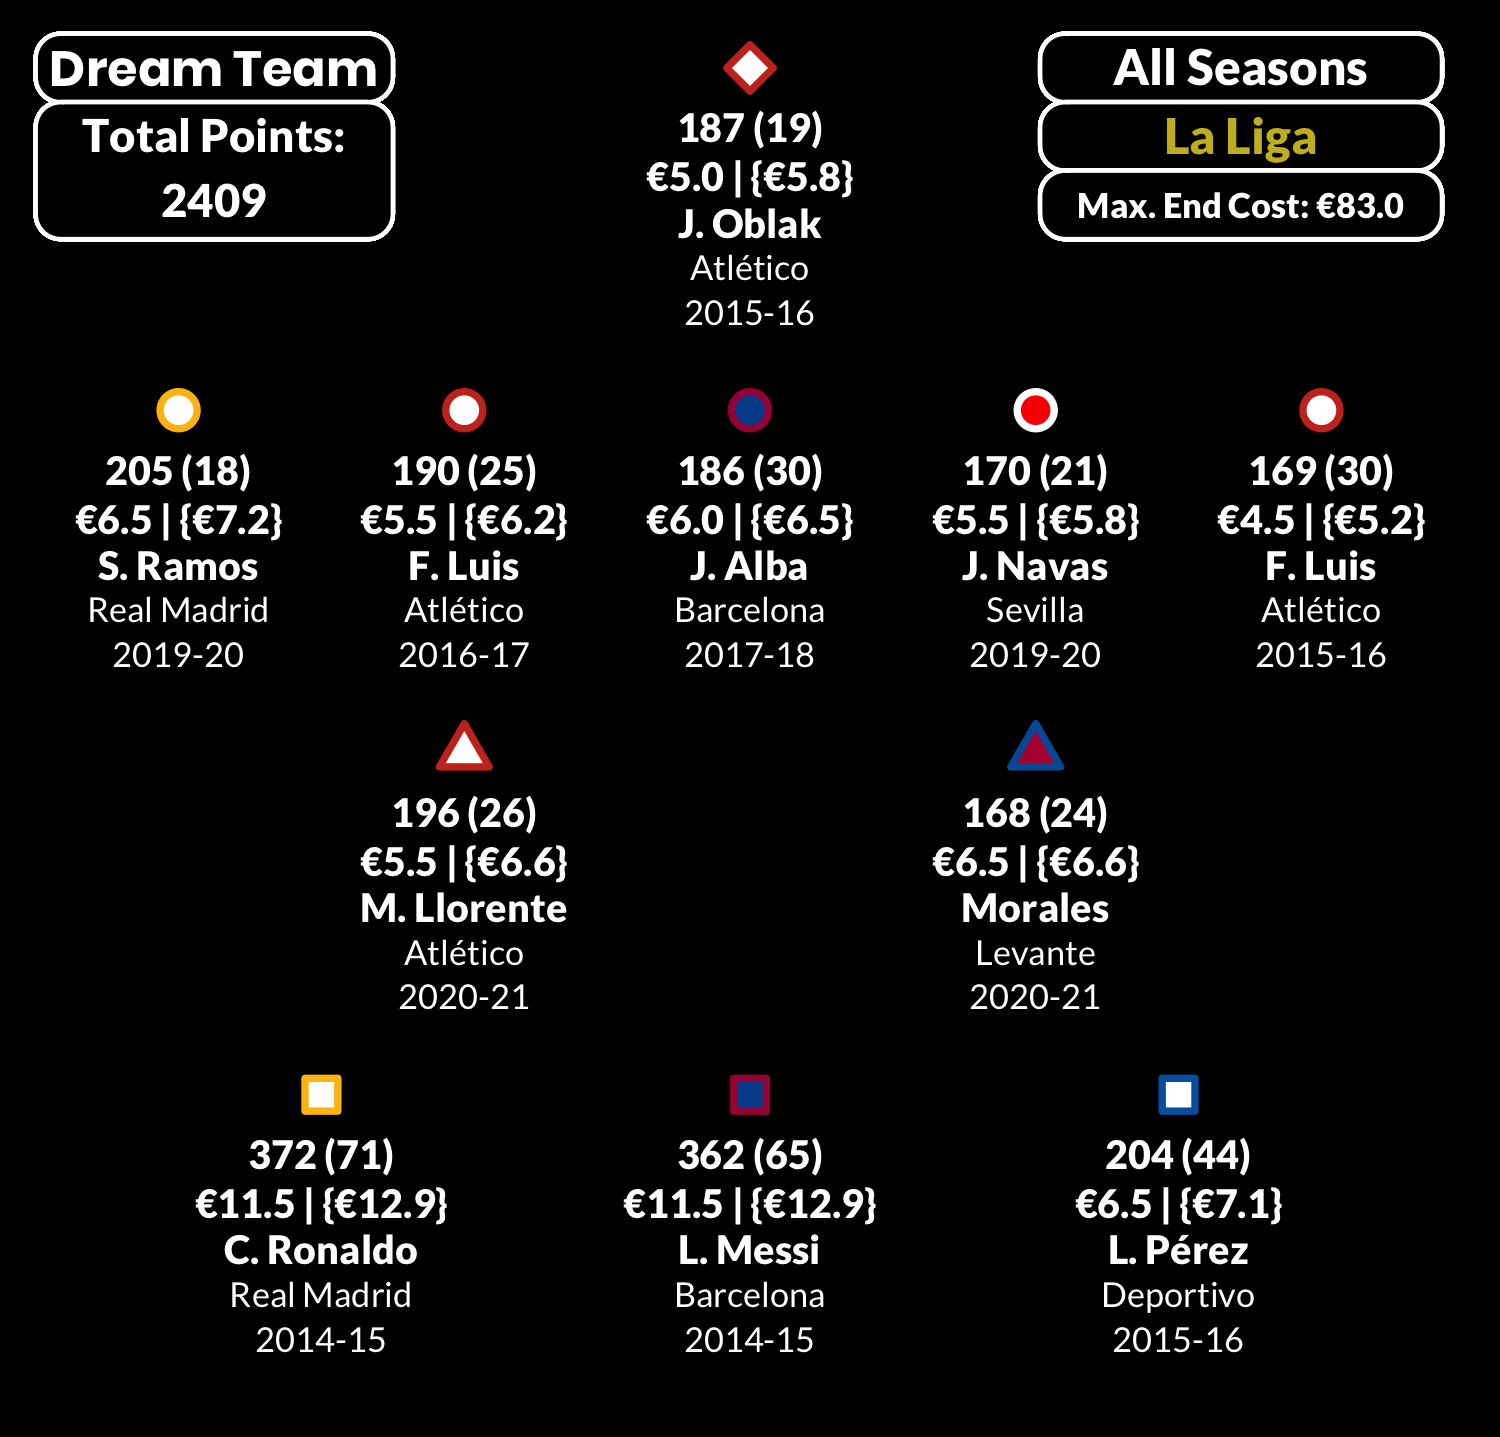 Dream Team
Total Points:
2409
All Seasons
La Liga
Max. End Cost: €83.0
187 (19)
€5.0 | {€5.8}
J. Oblak
Atlético
2015-16
205 (18)
€6.5 | {€7.2}
S. Ramos
Real Madrid
2019-20
190 (25)
€5.5 | {€6.2}
F. Luis
Atlético
2016-17
186 (30)
€6.0 | {€6.5}
J. Alba
Barcelona
2017-18
170 (21)
€5.5 | {€5.8}
J. Navas
Sevilla
2019-20
169 (30)
€4.5 | {€5.2}
F. Luis
Atlético
2015-16
196 (26)
€5.5 | {€6.6}
M. Llorente
Atlético
2020-21
168 (24)
€6.5 | {€6.6}
Morales
Levante
2020-21
372 (71)
€11.5 | {€12.9}
C. Ronaldo
Real Madrid
2014-15
362 (65)
€11.5 | {€12.9}
L. Messi
Barcelona
2014-15
204 (44)
€6.5 | {€7.1}
L. Pérez
Deportivo
2015-16